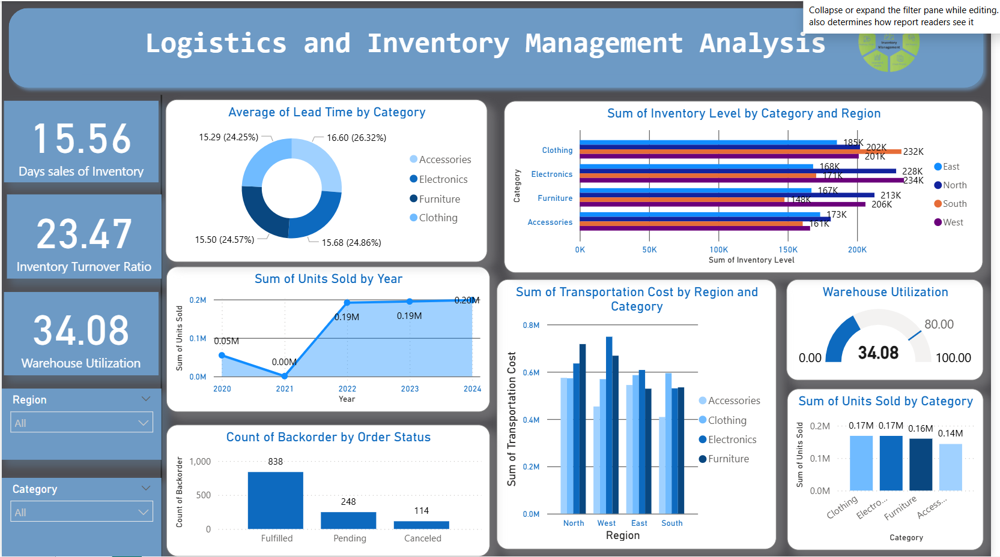 Collapse or expand the filter pane while editing.
also determines how report readers see it
Logistics and Inventory Management Analysis
Inventory
Management
15.56
Days sales of Inventory
23.47
Inventory Turnover Ratio
34.08
Warehouse Utilization
Region
All
Category
All
Average of Lead Time by Category
15.29 (24.25%)
16.60 (26.32%)
15.50 (24.57%)
15.68 (24.86%)
Accessories
Electronics
Furniture
Clothing
Sum of Inventory Level by Category and Region
Category
Clothing
Electronics
Furniture
Accessories
185K
202K
232K
201K
168K
228K
171K
234K
167K
213K
148K
206K
173K
161K
0K
50K
100K
150K
200K
Sum of Inventory Level
East
North
South
West
Sum of Units Sold by Year
Sum of Units Sold
0.2M
0.1M
0.0M
0.05M
0.00M
0.19M
0.19M
0.20M
2020
2021
2022
2023
2024
Year
Sum of Transportation Cost by Region and
Category
Sum of Transportation Cost
0.8M
0.6M
0.4M
0.2M
0.0M
North
West
East
South
Region
Accessories
Clothing
Electronics
Furniture
Warehouse Utilization
0.00
34.08
80.00
100.00
Count of Backorder by Order Status
Count of Backorder
1,000
500
0
838
248
114
Fulfilled
Pending
Canceled
Sum of Units Sold by Category
Sum of Units Sold
0.2M
0.1M
0.0M
0.17M
0.17M
0.16M
0.14M
Clothing
Electro...
Furniture
Access...
Category